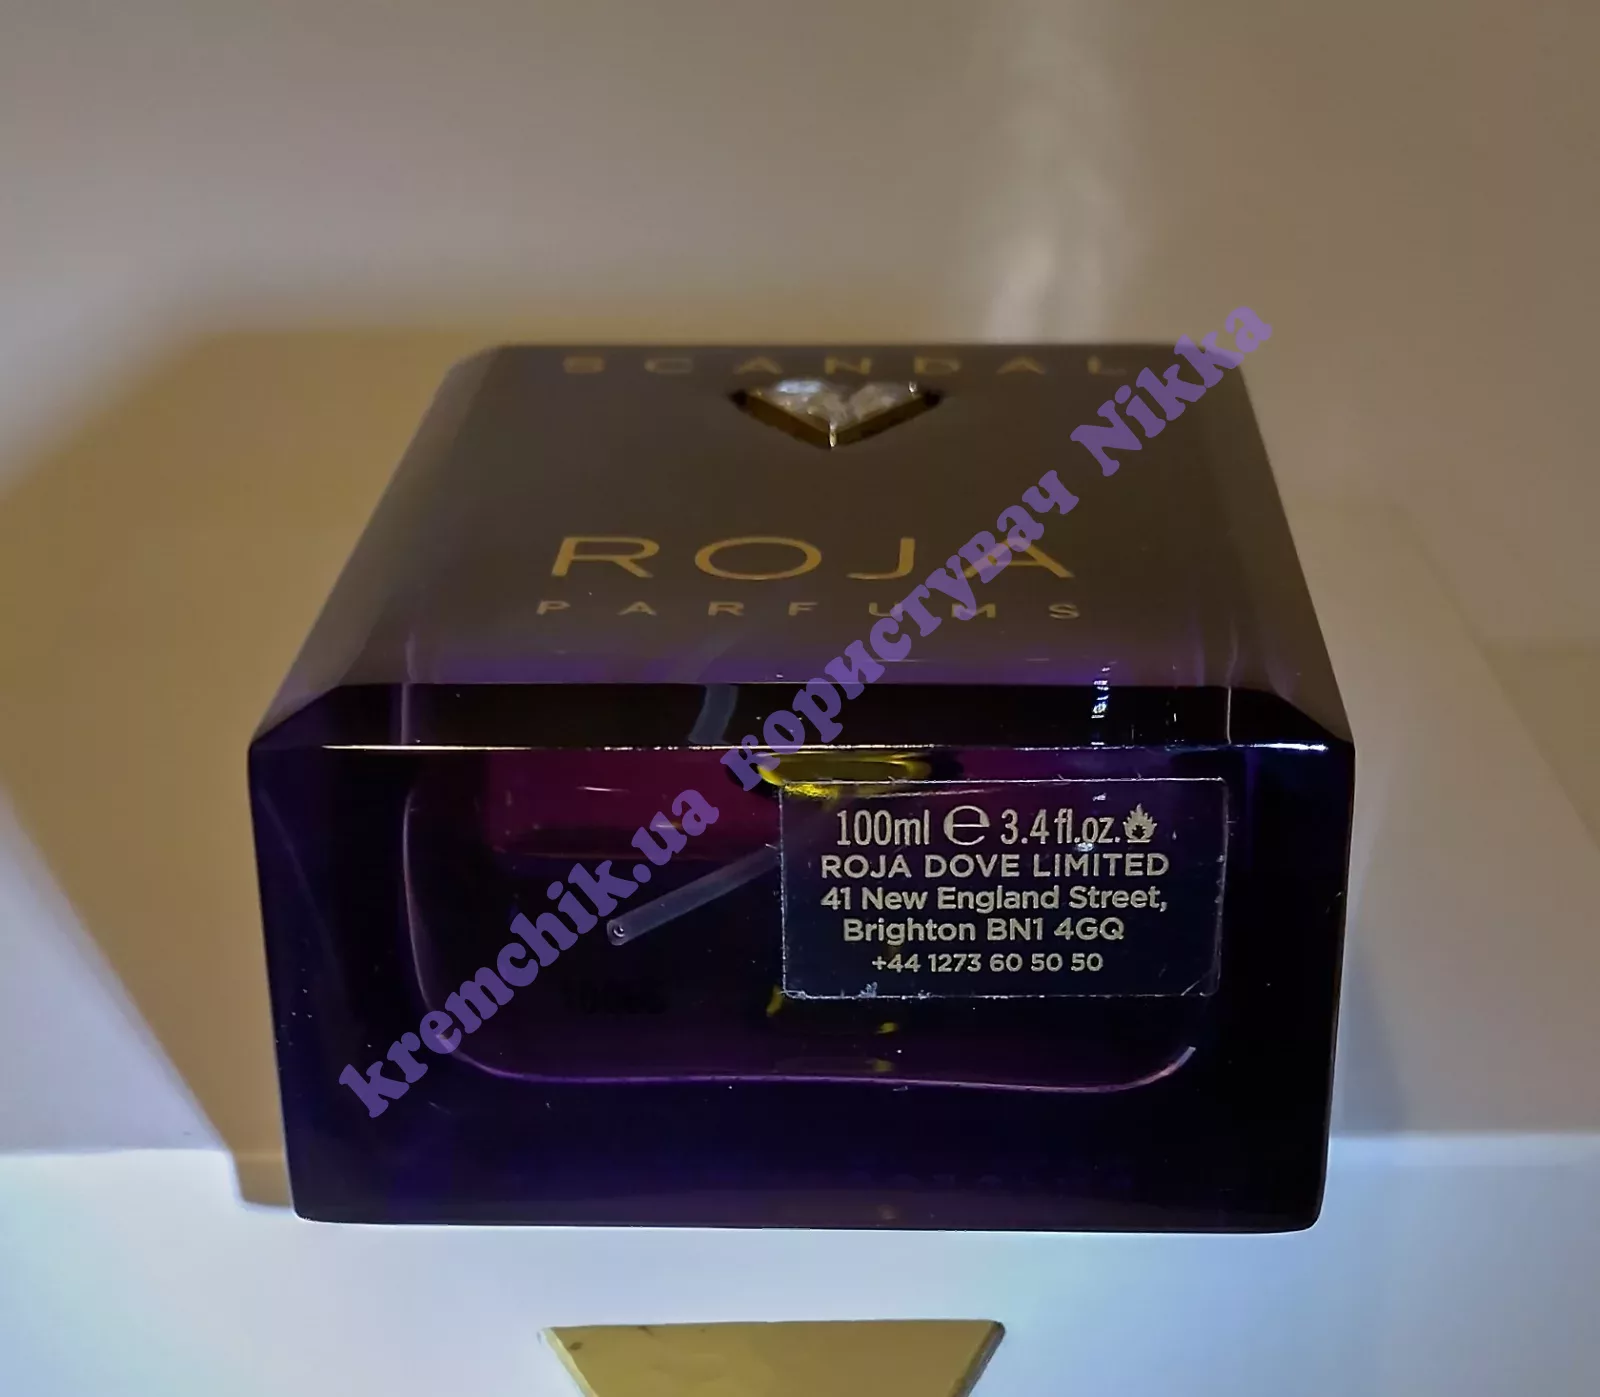 SCANDAL
ROJA
PARFUMS
100ml ℮ 3.4 fl.oz.
ROJA DOVE LIMITED
41 New England Street,
Brighton BN1 4GQ
+44 1273 60 50 50
kremchik.ua користувач Nikka